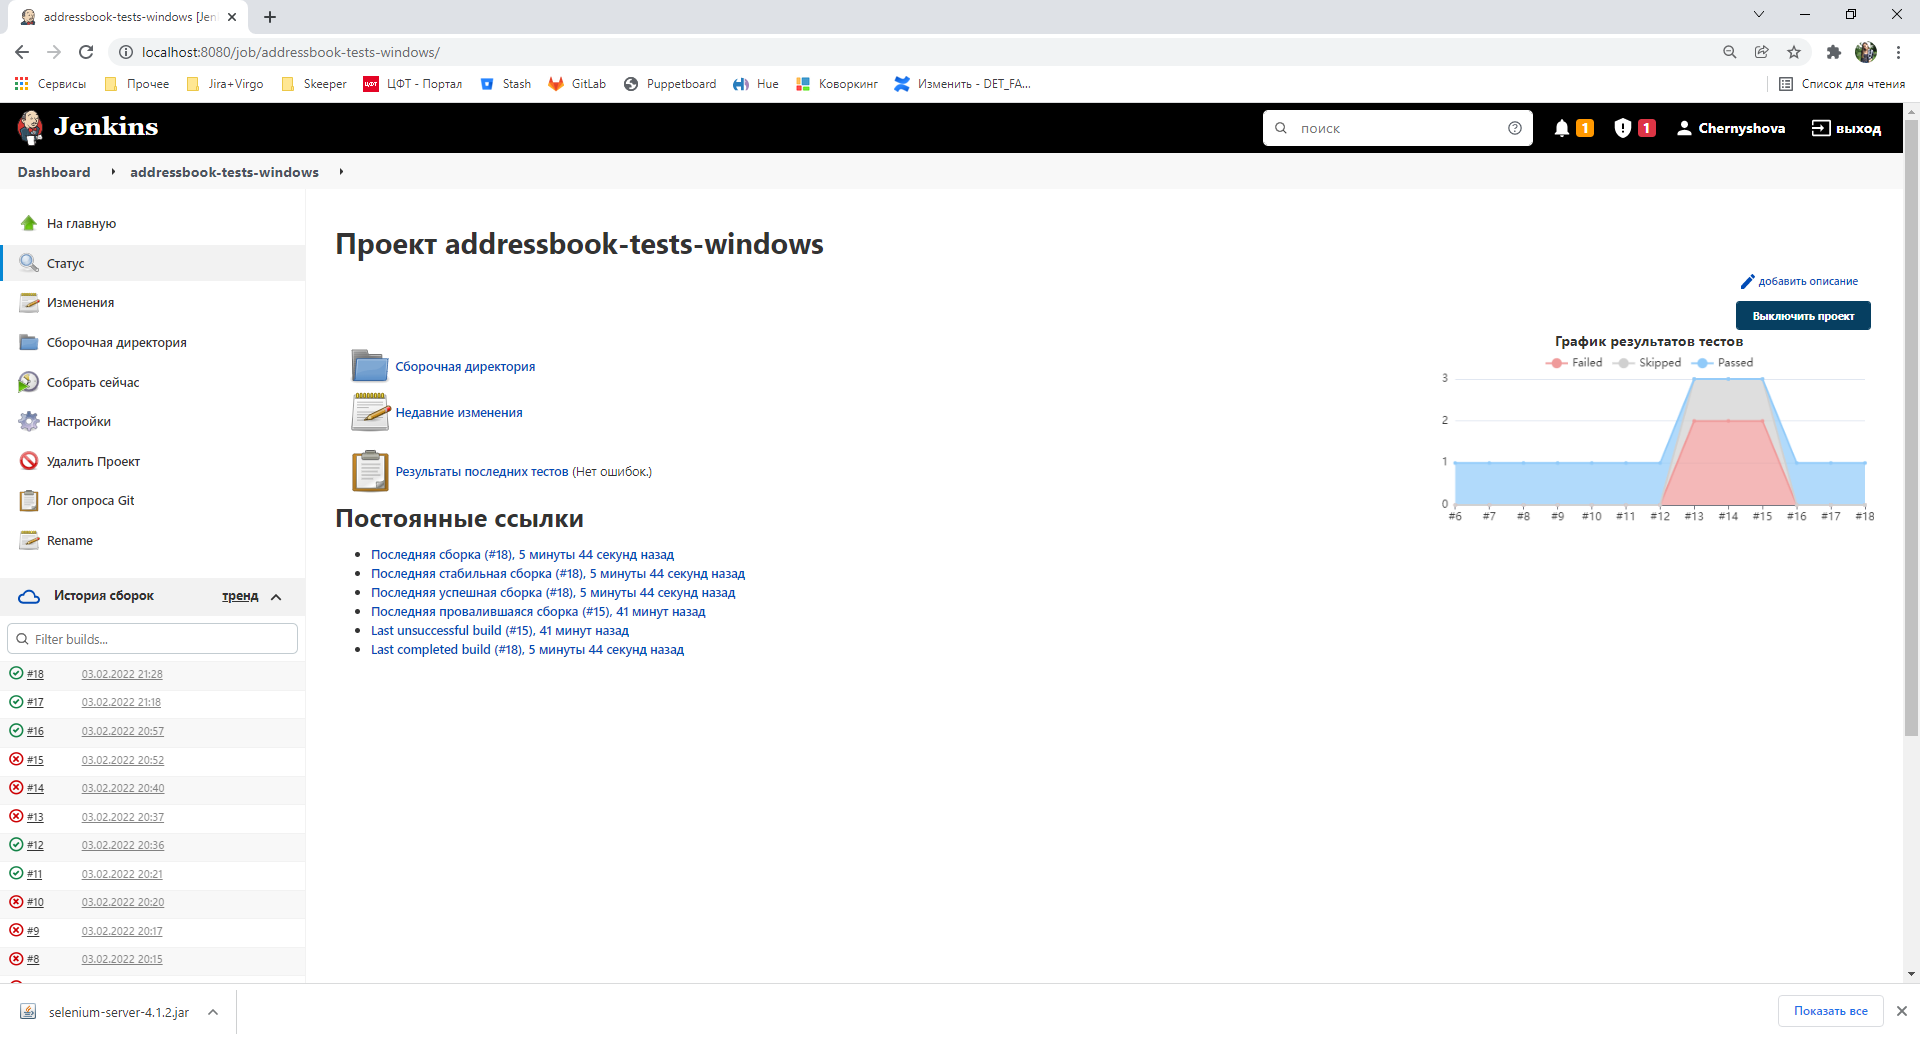 addressbook-tests-windows [Jen
localhost:8080/job/addressbook-tests-windows/
Сервисы Прочее Jira+Virgo Skeeper ЦФТ ЦФТ - Портал Stash GitLab Puppetboard Hue Коворкинг Изменить - DET_FA... Список для чтения
Jenkins поиск 1 1 Chernyshova выход
Dashboard addressbook-tests-windows
На главную
Статус
Изменения
Сборочная директория
Собрать сейчас
Настройки
Удалить Проект
Лог опроса Git
Rename
История сборок тренд
Filter builds...
#18 03.02.2022 21:28
#17 03.02.2022 21:18
#16 03.02.2022 20:57
#15 03.02.2022 20:52
#14 03.02.2022 20:40
#13 03.02.2022 20:37
#12 03.02.2022 20:36
#11 03.02.2022 20:21
#10 03.02.2022 20:20
#9 03.02.2022 20:17
#8 03.02.2022 20:15
Проект addressbook-tests-windows
добавить описание
Выключить проект
Сборочная директория
Недавние изменения
Результаты последних тестов (Нет ошибок.)
Постоянные ссылки
Последняя сборка (#18), 5 минуты 44 секунд назад
Последняя стабильная сборка (#18), 5 минуты 44 секунд назад
Последняя успешная сборка (#18), 5 минуты 44 секунд назад
Последняя провалившаяся сборка (#15), 41 минут назад
Last unsuccessful build (#15), 41 минут назад
Last completed build (#18), 5 минуты 44 секунд назад
График результатов тестов
Failed Skipped Passed
3
2
1
0
#6 #7 #8 #9 #10 #11 #12 #13 #14 #15 #16 #17 #18
selenium-server-4.1.2.jar Показать все